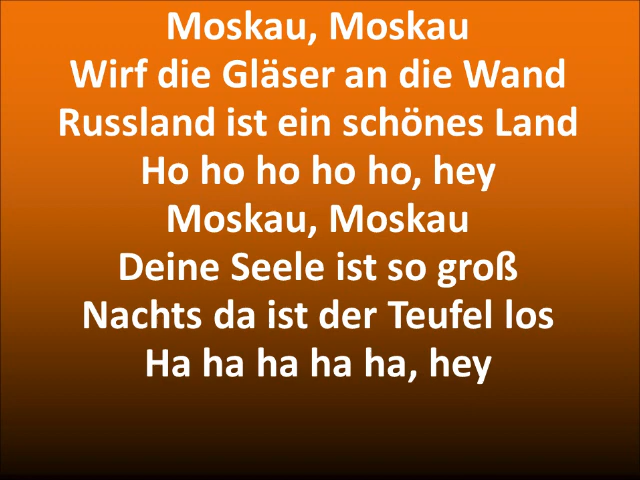 Moskau, Moskau
Wirf die Gläser an die Wand
Russland ist ein schönes Land
Ho ho ho ho ho, hey
Moskau, Moskau
Deine Seele ist so groß
Nachts da ist der Teufel los
Ha ha ha ha ha, hey